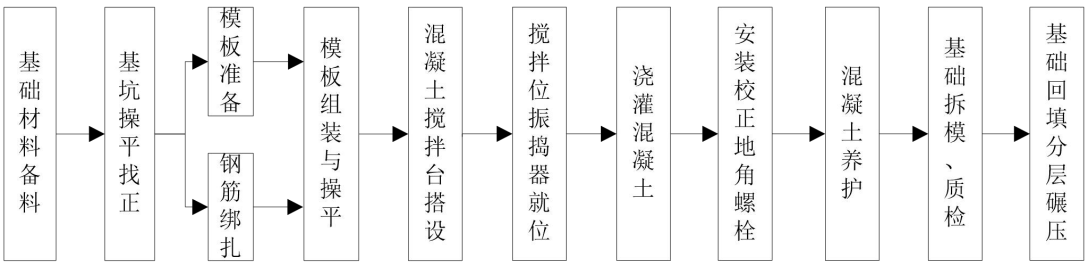 基础材料备料
基坑操平找正
模板准备
钢筋绑扎
模板组装与操平
混凝土搅拌台搭设
搅拌位振捣器就位
浇灌混凝土
安装校正地角螺栓
混凝土养护
基础拆模、质检
基础回填分层碾压